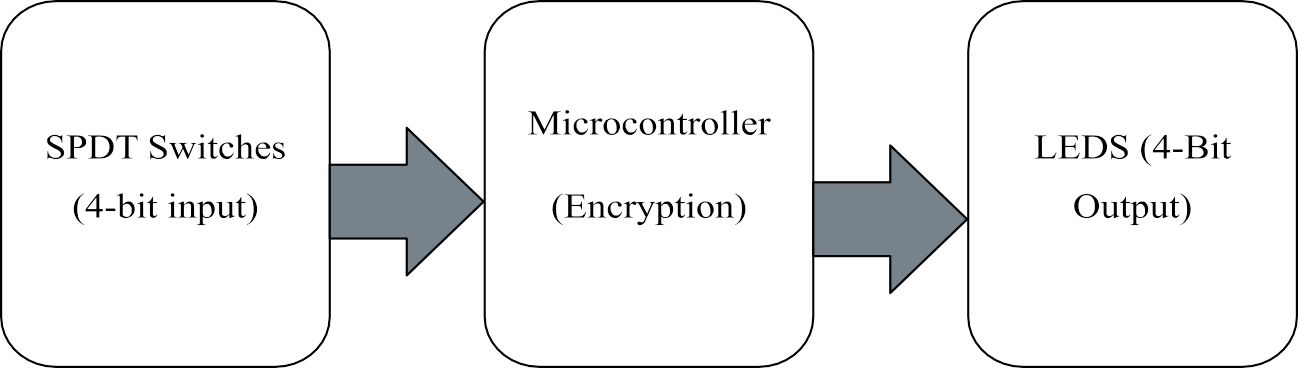 SPDT Switches
(4-bit input)
Microcontroller
(Encryption)
LEDS (4-Bit
Output)